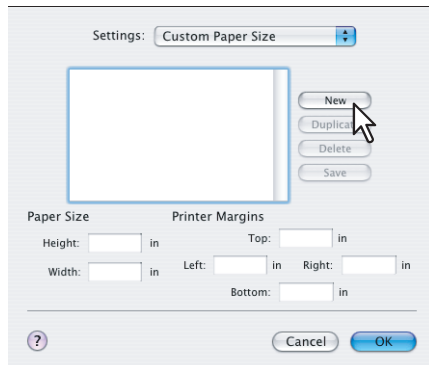 Settings: Custom Paper Size
New
Duplicate
Delete
Save
Paper Size Printer Margins
Height: in Top: in
Width: in Left: in Right: in
Bottom: in
? Cancel OK